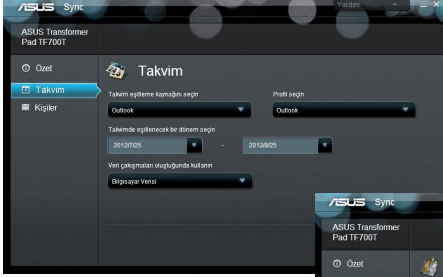 ASUS Sync
Yardım
ASUS Transformer
Pad TF700T
Özet
Takvim
Kişiler
Takvim
Takvim eşitleme kaynağını seçin
Profil seçin
Outlook
Outlook
Takvimde eşitlenecek bir dönem seçin
2012/7/25
-
2012/8/25
Veri çakışmaları oluştuğunda kullanın
Bilgisayar Verisi
ASUS Sync
ASUS Transformer
Pad TF700T
Özet